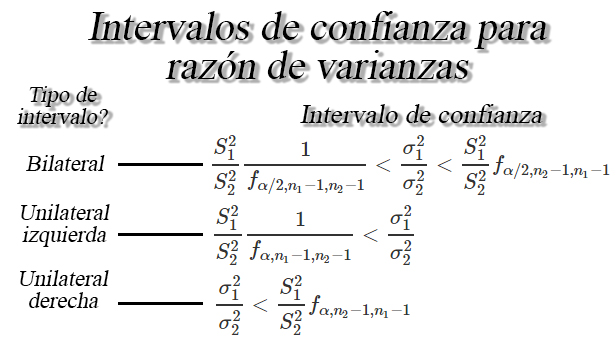 Intervalos de confianza para
razón de varianzas
Tipo de
intervalo?
Intervalo de confianza
Bilateral
\frac{S_1^2}{S_2^2} \frac{1}{f_{\alpha/2,n_1-1,n_2-1}} < \frac{\sigma_1^2}{\sigma_2^2} < \frac{S_1^2}{S_2^2} f_{\alpha/2,n_2-1,n_1-1}
Unilateral
izquierda
\frac{S_1^2}{S_2^2} \frac{1}{f_{\alpha,n_1-1,n_2-1}} < \frac{\sigma_1^2}{\sigma_2^2}
Unilateral
derecha
\frac{\sigma_1^2}{\sigma_2^2} < \frac{S_1^2}{S_2^2} f_{\alpha,n_2-1,n_1-1}